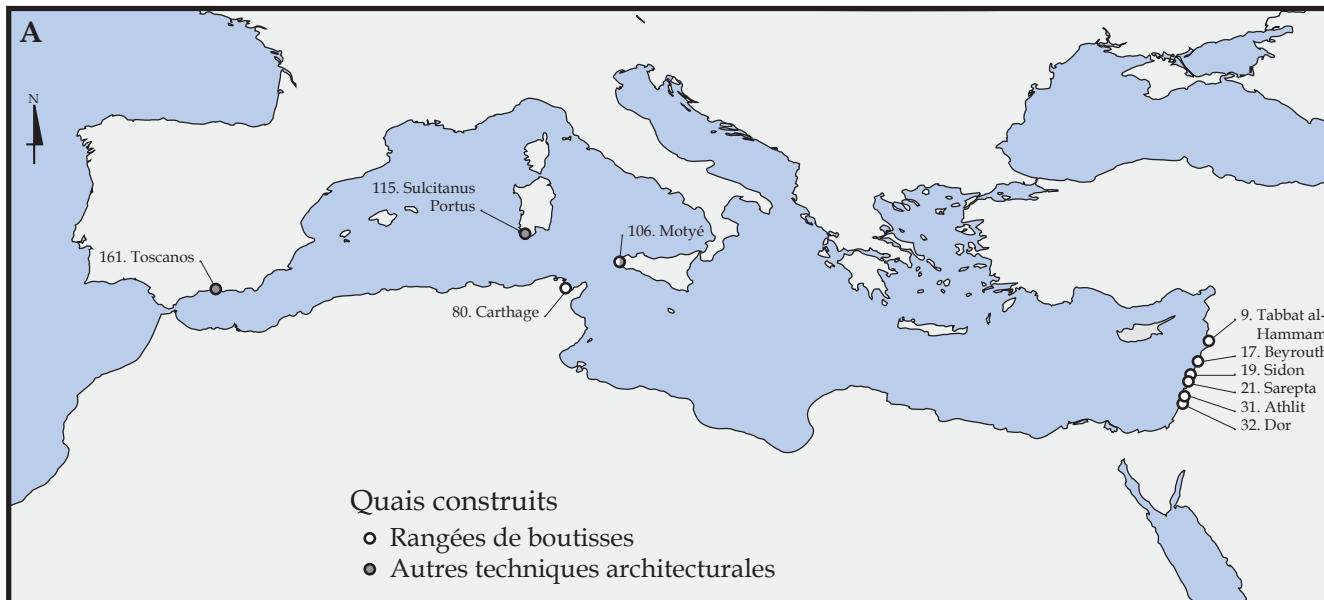 A
N
115. Sulcitanus
Portus
106. Motyé
161. Toscanos
80. Carthage
9. Tabbat al-
Hammam
17. Beyrouth
19. Sidon
21. Sarepta
31. Athlit
32. Dor
Quais construits
Rangées de boutisses
Autres techniques architecturales